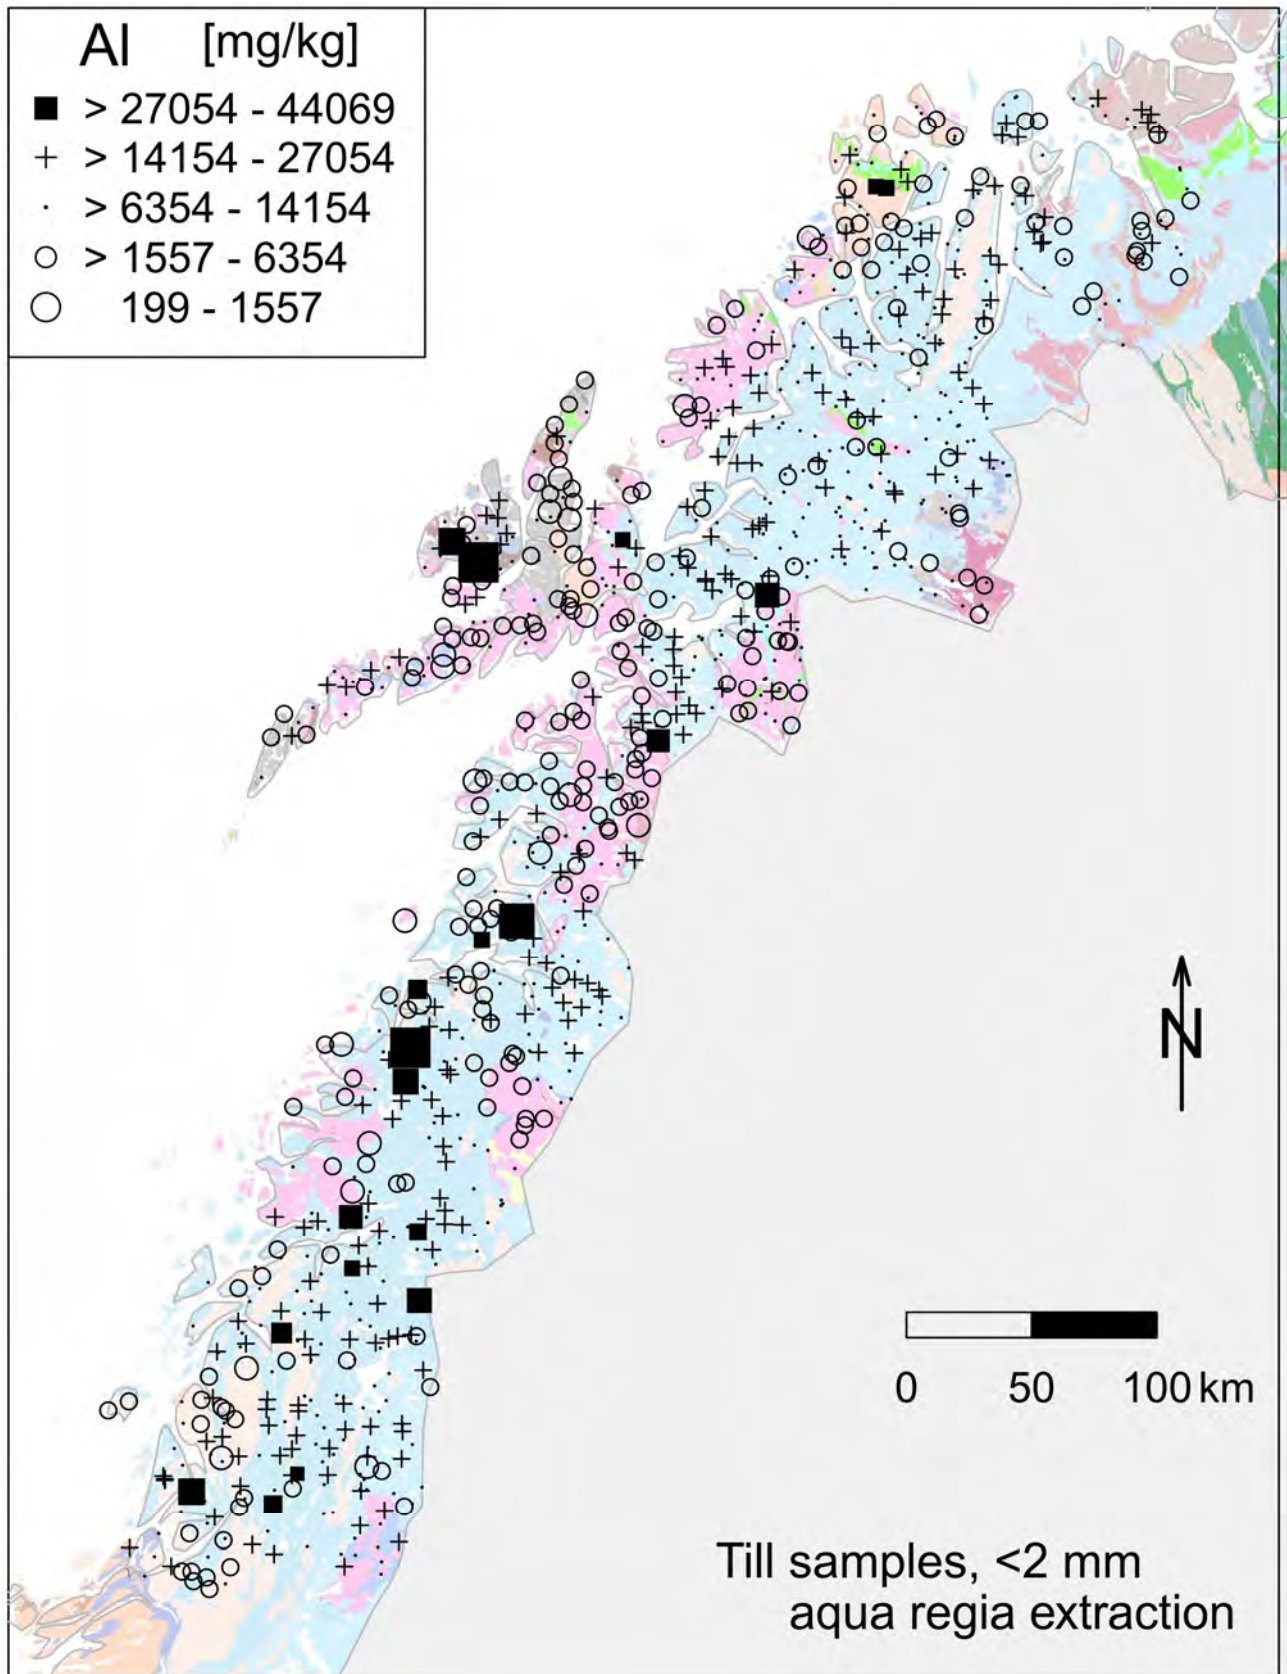 Al [mg/kg]
> 27054 - 44069
> 14154 - 27054
> 6354 - 14154
> 1557 - 6354
199 - 1557
N
0 50 100 km
Till samples, <2 mm
aqua regia extraction